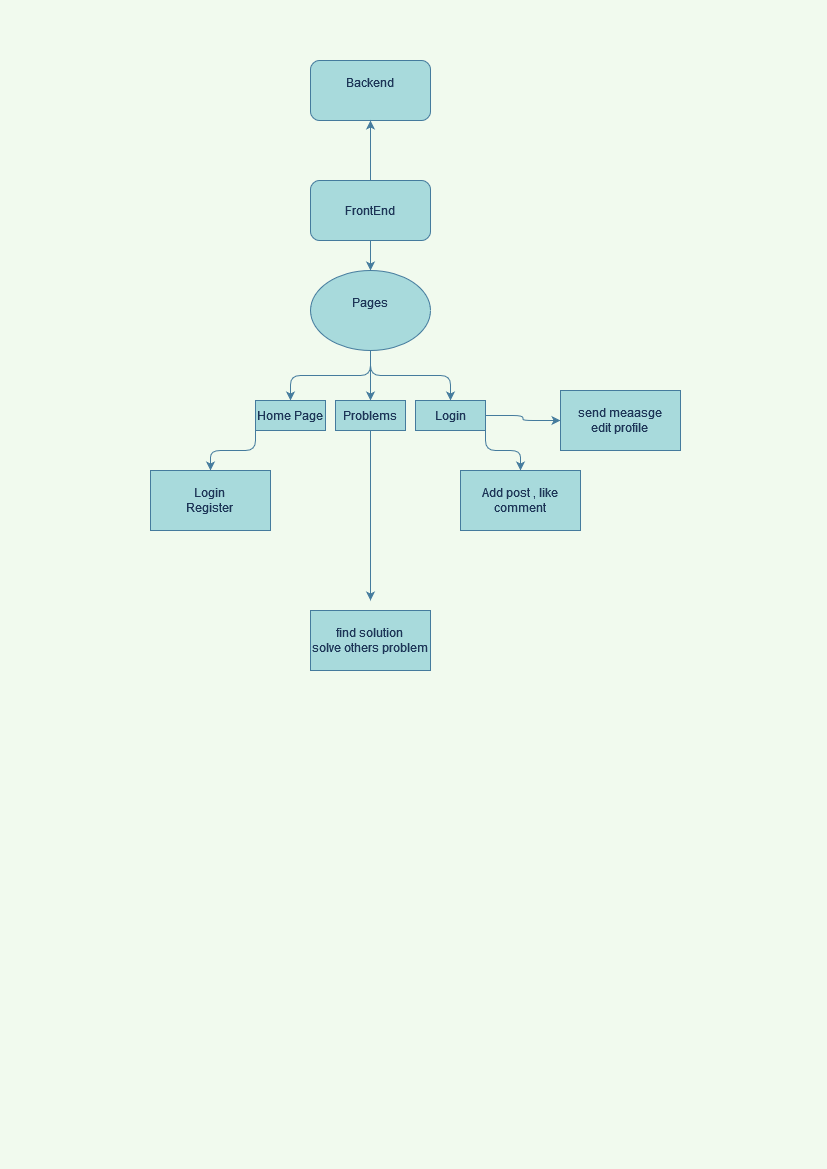 Backend
FrontEnd
Pages
Home Page
Problems
Login
send meaasge
edit profile
Login
Register
Add post , like
comment
find solution
solve others problem